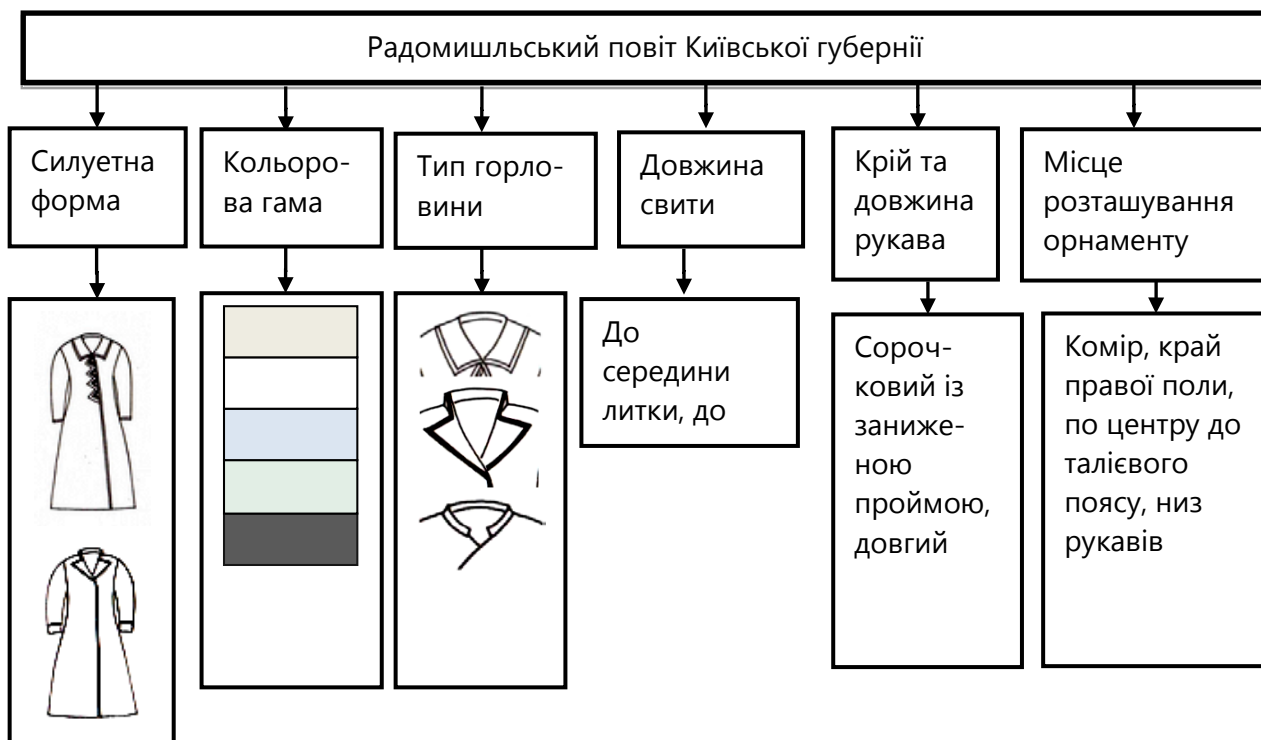 Радомишльський повіт Київської губернії
Силуетна
форма
Кольоро-
ва гама
Тип горло-
вини
Довжина
свити
Крій та
довжина
рукава
Місце
розташування
орнаменту
До
середини
литки, до
Сороч-
ковий із
заниже-
ною
проймою,
довгий
Комір, край
правої поли,
по центру до
талієвого
поясу, низ
рукавів